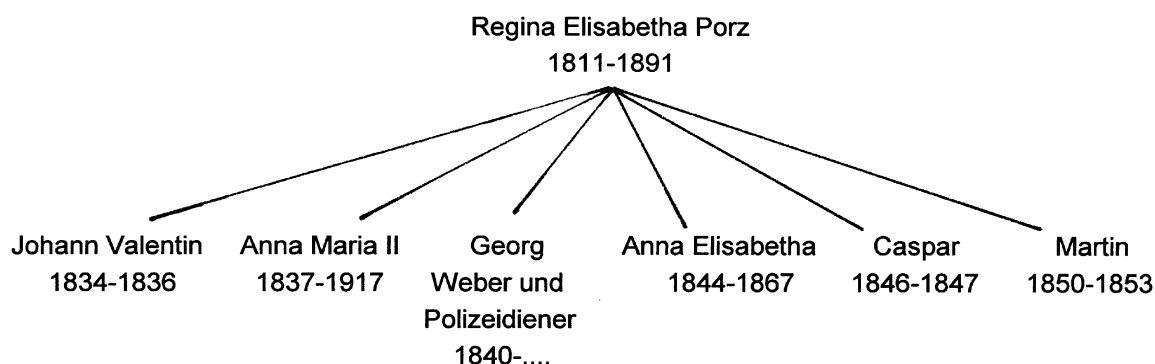 Regina Elisabetha Porz
1811-1891
Johann Valentin
1834-1836
Anna Maria II
1837-1917
Georg
Weber und
Polizeidiener
1840-....
Anna Elisabetha
1844-1867
Caspar
1846-1847
Martin
1850-1853